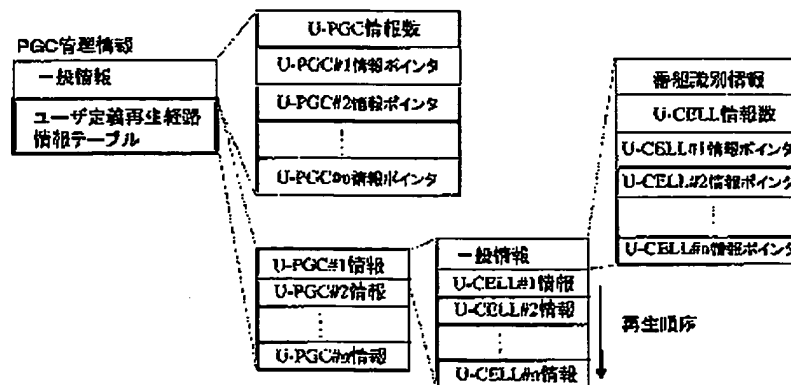 U-PGC情報数
PGC管理情報
一般情報
U-PGC#1情報ポインタ
U-PGC#2情報ポインタ
ユーザ定義再生経路
情報テーブル
⋮
U-PGC#n情報ポインタ
番組識別情報
U-CELL情報数
U-CELL#1情報ポインタ
U-CELL#2情報ポインタ
⋮
U-CELL#n情報ポインタ
U-PGC#1情報
U-PGC#2情報
⋮
U-PGC#n情報
一般情報
U-CELL#1情報
U-CELL#2情報
⋮
U-CELL#n情報
再生順序